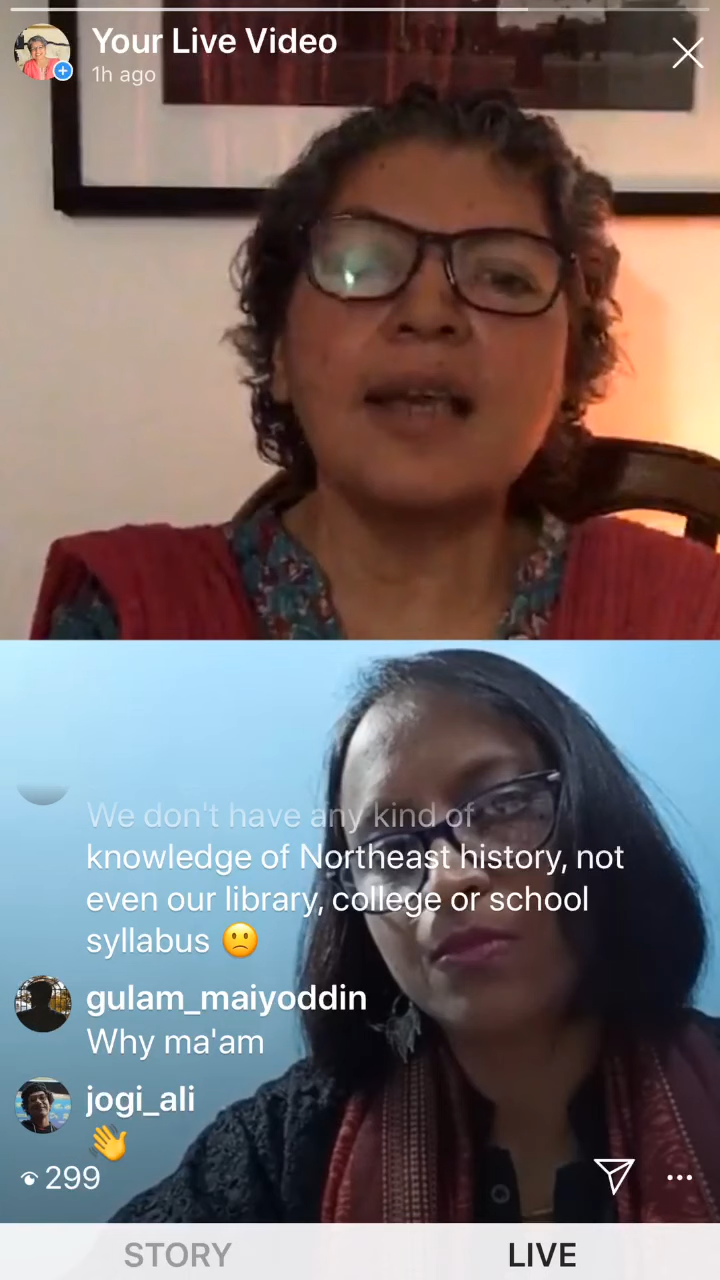 Your Live Video
1h ago
We don't have any kind of
knowledge of Northeast history, not
even our library, college or school
syllabus 🙁
gulam_maiyoddin
Why ma'am
jogi_ali
👋
299
STORY
LIVE